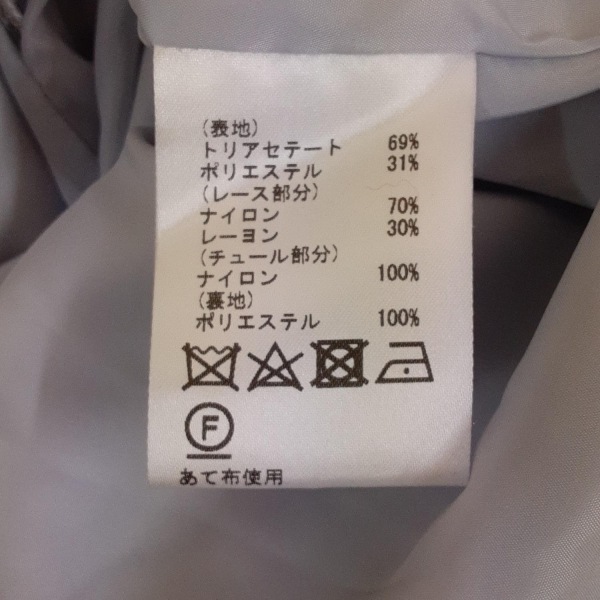 (表地)
トリアセテート 69%
ポリエステル 31%
(レース部分)
ナイロン 70%
レーヨン 30%
(チュール部分)
ナイロン 100%
(裏地)
ポリエステル 100%
F
あて布使用